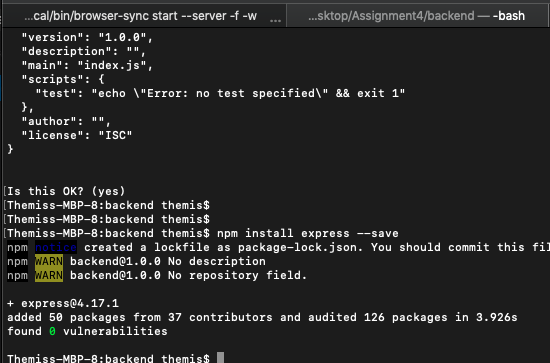 ...cal/bin/browser-sync start --server -f -w ...
...sktop/Assignment4/backend — -bash
"version": "1.0.0",
"description": "",
"main": "index.js",
"scripts": {
"test": "echo \"Error: no test specified\" && exit 1"
},
"author": "",
"license": "ISC"
}
Is this OK? (yes)
Themiss-MBP-8:backend themis$
Themiss-MBP-8:backend themis$
Themiss-MBP-8:backend themis$ npm install express --save
npm notice created a lockfile as package-lock.json. You should commit this fil
npm WARN backend@1.0.0 No description
npm WARN backend@1.0.0 No repository field.
+ express@4.17.1
added 50 packages from 37 contributors and audited 126 packages in 3.926s
found 0 vulnerabilities
Themiss-MBP-8:backend themis$